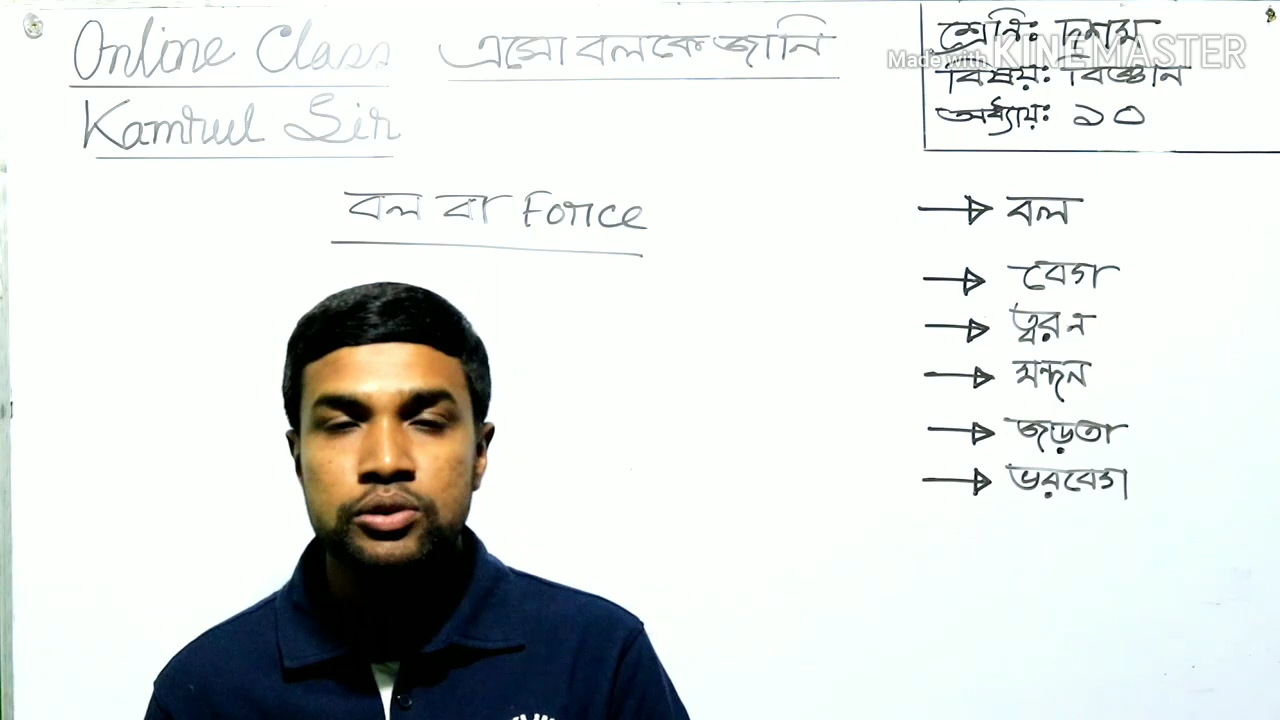 Online Class এসো বলকে জানি
Kamrul Sir
শ্রেনি: দশম
বিষয়: বিজ্ঞান
অধ্যায়: ১০
Made with KINEMASTER
বল বা Force
বল
বেগ
ত্বরন
মন্দন
জড়তা
ভরবেগ